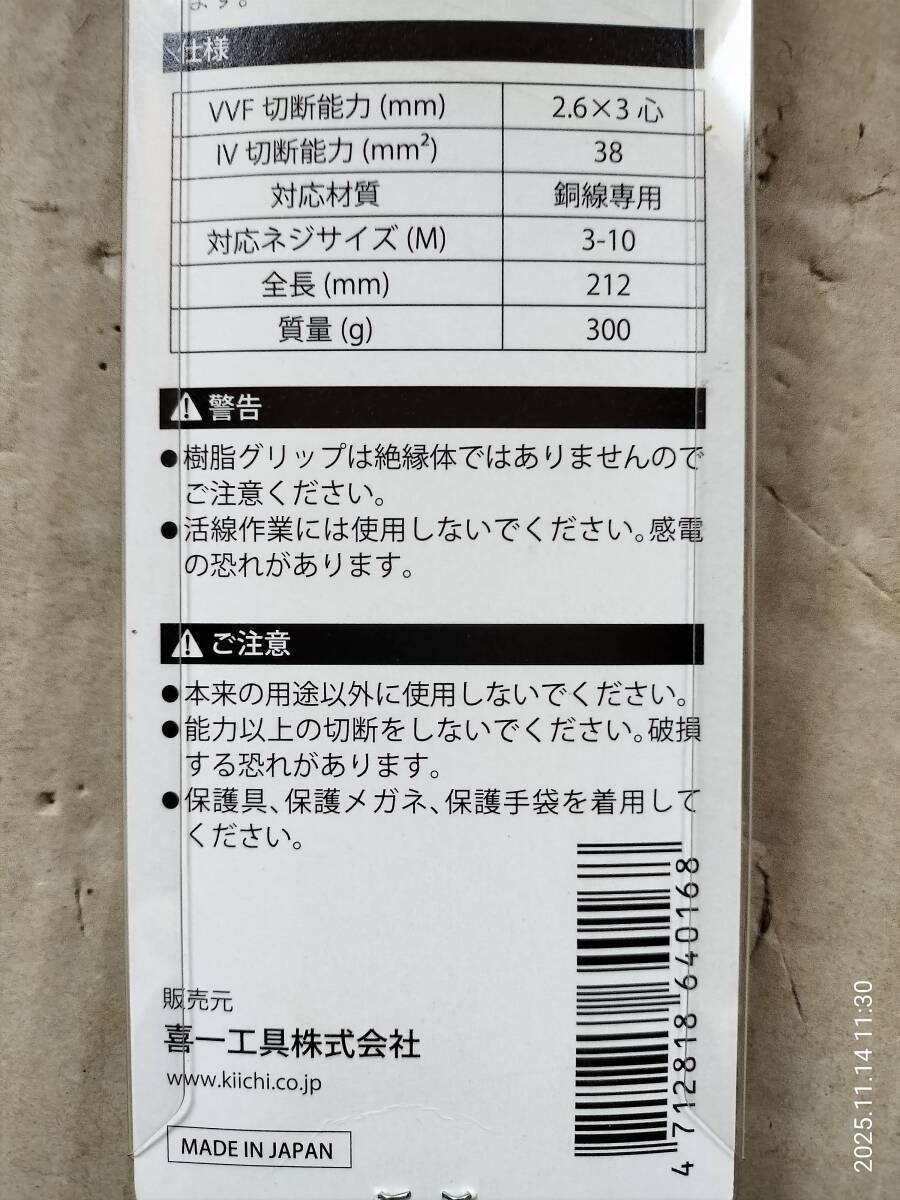 ます。
仕様
VVF 切断能力 (mm) 2.6×3 心
IV 切断能力 (mm²) 38
対応材質 銅線専用
対応ネジサイズ (M) 3-10
全長 (mm) 212
質量 (g) 300
警告
●樹脂グリップは絶縁体ではありませんので
ご注意ください。
●活線作業には使用しないでください。感電
の恐れがあります。
ご注意
●本来の用途以外に使用しないでください。
●能力以上の切断をしないでください。破損
する恐れがあります。
●保護具、保護メガネ、保護手袋を着用して
ください。
4 712818 640168
販売元
喜一工具株式会社
www.kiichi.co.jp
MADE IN JAPAN
2025.11.14 11:30